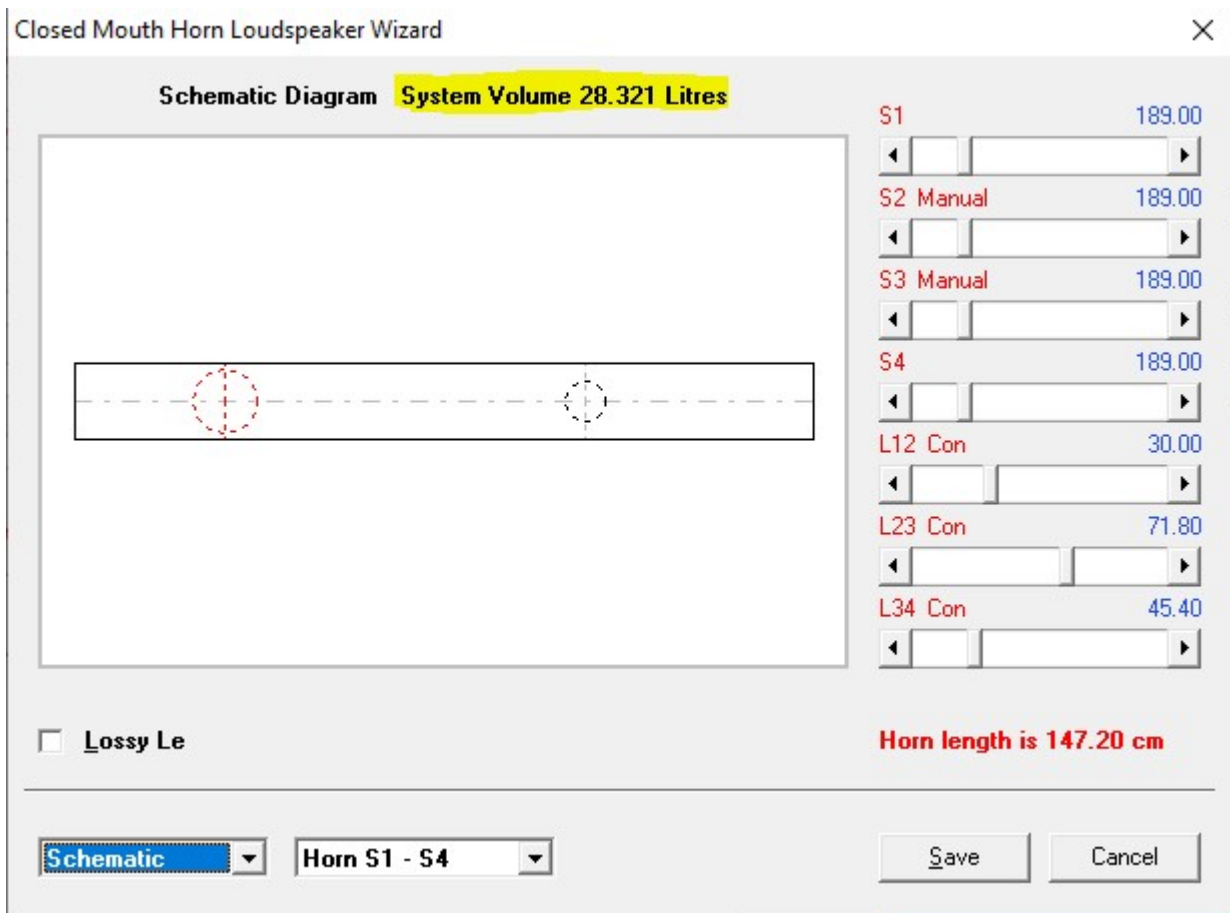 Closed Mouth Horn Loudspeaker Wizard
Schematic Diagram System Volume 28.321 Litres
S1 189.00
S2 Manual 189.00
S3 Manual 189.00
S4 189.00
L12 Con 30.00
L23 Con 71.80
L34 Con 45.40
Lossy Le
Horn length is 147.20 cm
Schematic
Horn S1 - S4
Save
Cancel